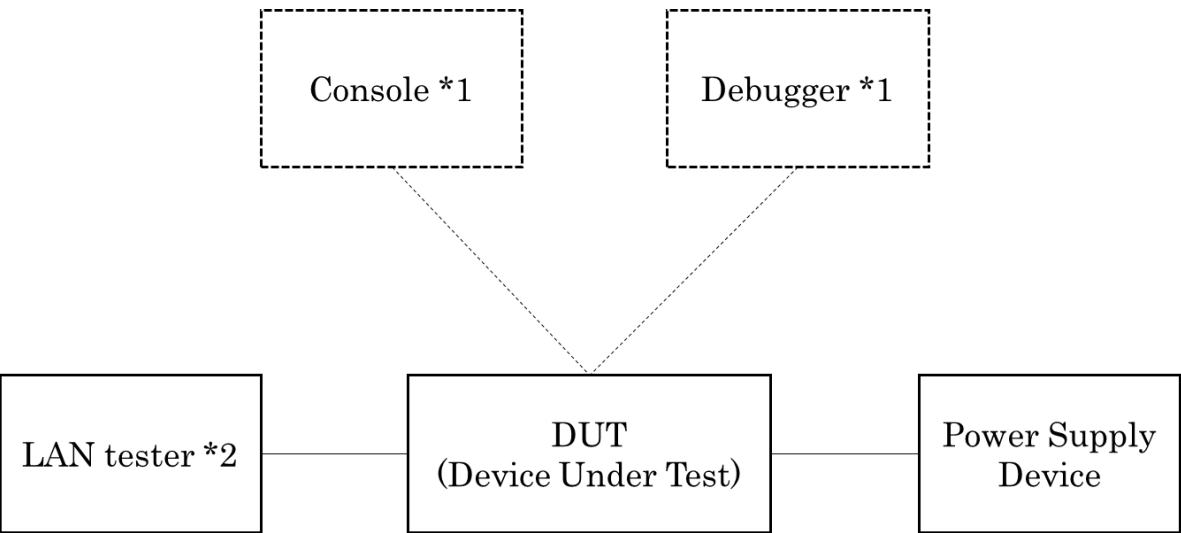 Console *1
Debugger *1
LAN tester *2
DUT
(Device Under Test)
Power Supply
Device